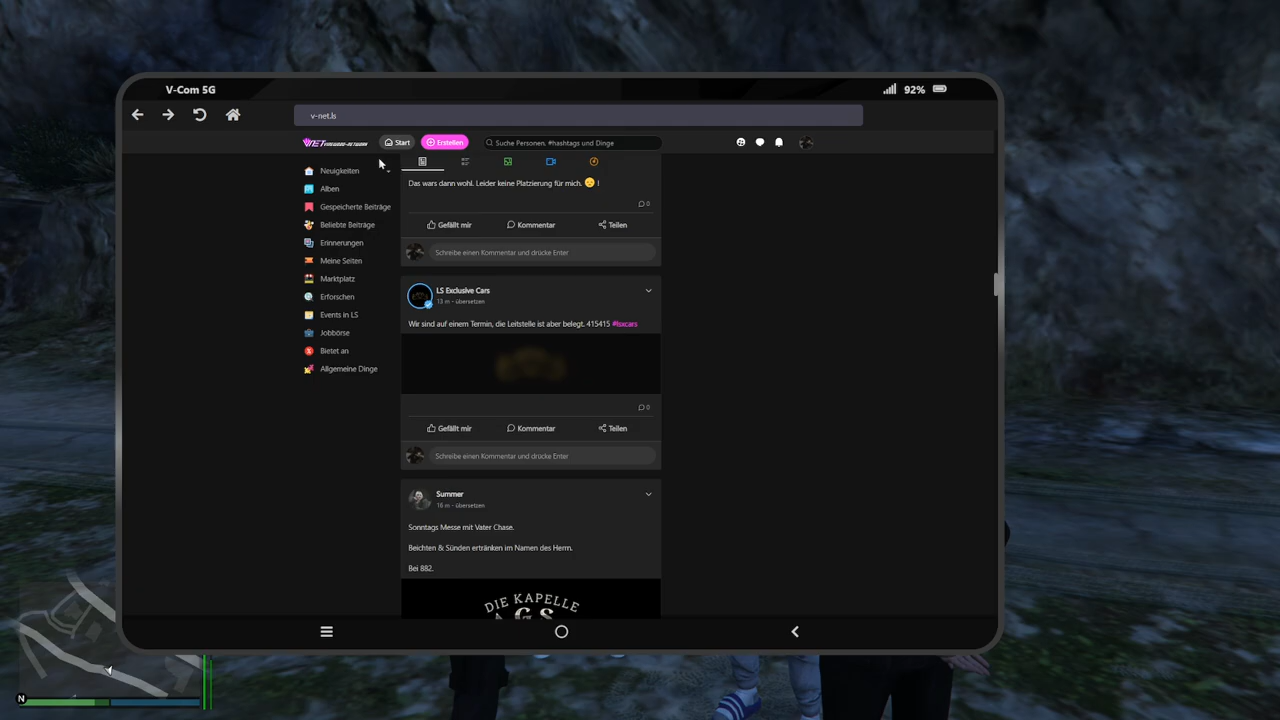 V-Com 5G
92%
v-net.ls
Start
Erstellen
Suche Personen, #hashtags und Dinge
Neuigkeiten
Alben
Gespeicherte Beiträge
Beliebte Beiträge
Erinnerungen
Meine Seiten
Marktplatz
Erforschen
Events in LS
Jobbörse
Bietet an
Allgemeine Dinge
Das wars dann wohl. Leider keine Platzierung für mich. 😟 !
0
Gefällt mir Kommentar Teilen
Schreibe einen Kommentar und drücke Enter
LS Exclusive Cars
13 m - übersetzen
Wir sind auf einem Termin, die Leitstelle ist aber belegt. 415415 #lsxcars
0
Gefällt mir Kommentar Teilen
Schreibe einen Kommentar und drücke Enter
Summer
16 m - übersetzen
Sonntags Messe mit Vater Chase.
Beichten & Sünden ertränken im Namen des Herrn.
Bei 882.
DIE KAPELLE
N